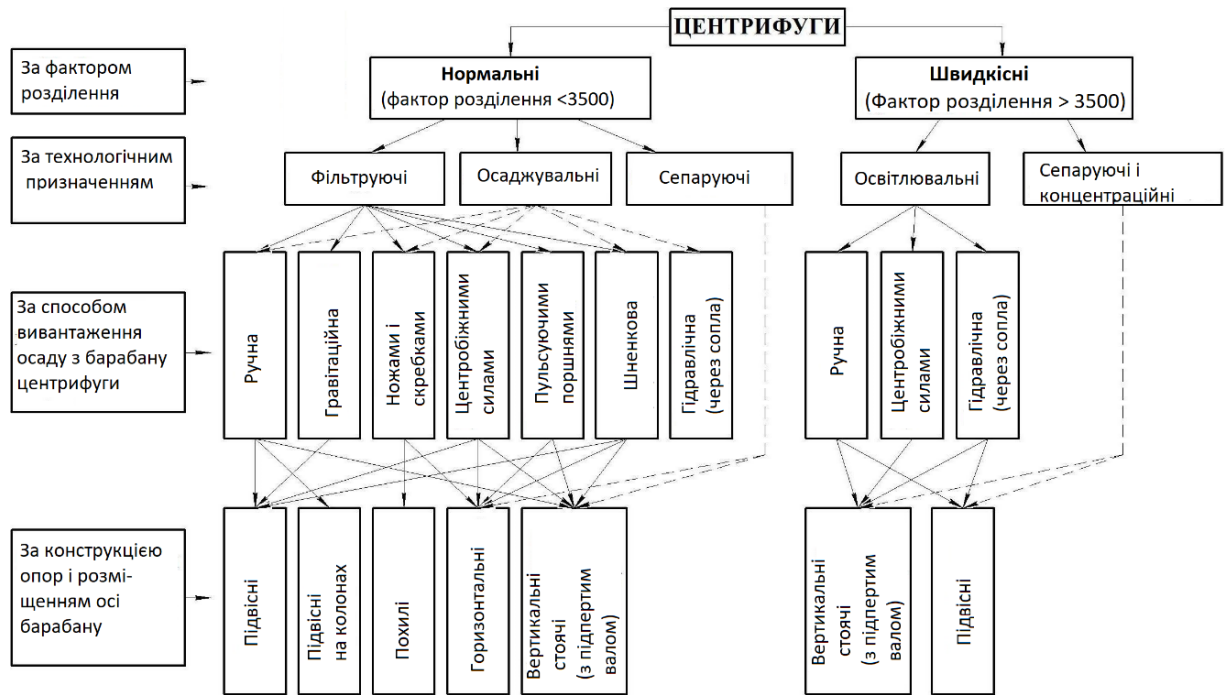 ЦЕНТРИФУГИ
За фактором
розділення
Нормальні
(фактор розділення <3500)
Швидкісні
(Фактор розділення > 3500)
За технологічним
призначенням
Фільтруючі
Осаджувальні
Сепаруючі
Освітлювальні
Сепаруючі і
концентраційні
За способом
вивантаження
осаду з барабану
центрифуги
Ручна
Гравітаційна
Ножами і
скребками
Центробіжними
силами
Пульсуючими
поршнями
Шненкова
Гідравлічна
(через сопла)
Ручна
Центробіжними
силами
Гідравлічна
(через сопла)
За конструкцією
опор і розмі-
щенням осі
барабану
Підвісні
Підвісні
на колонах
Похилі
Горизонтальні
Вертикальні
стоячі
(з підпертим
валом)
Вертикальні
стоячі
(з підпертим
валом)
Підвісні